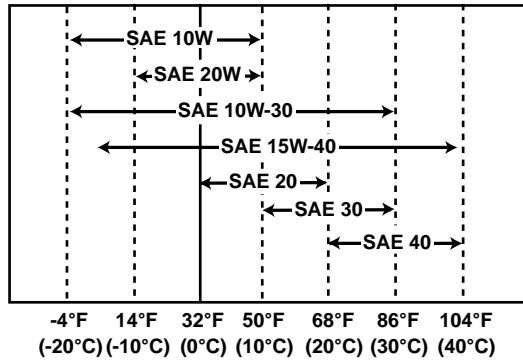 SAE 10W
SAE 20W
SAE 10W-30
SAE 15W-40
SAE 20
SAE 30
SAE 40
-4°F 14°F 32°F 50°F 68°F 86°F 104°F
(-20°C) (-10°C) (0°C) (10°C) (20°C) (30°C) (40°C)